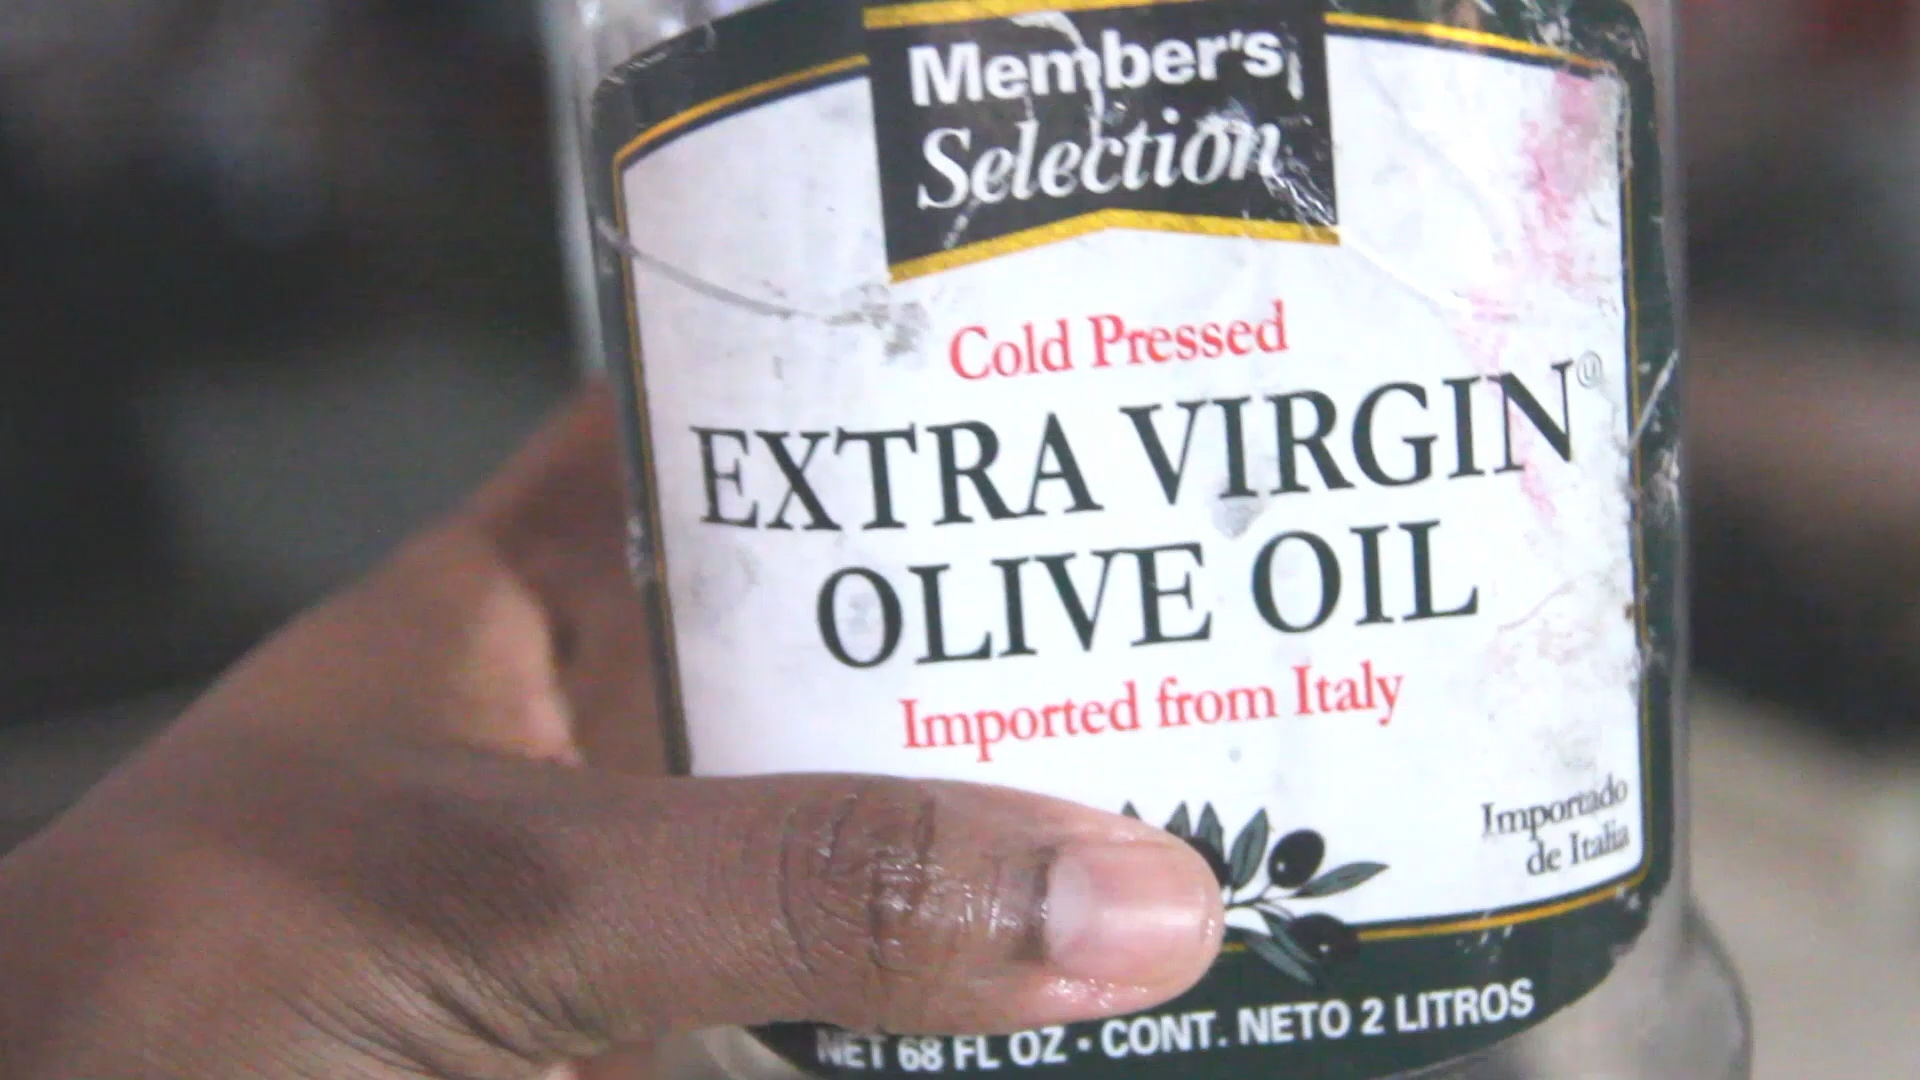 Member's
Selection
Cold Pressed
EXTRA VIRGIN
OLIVE OIL
Imported from Italy
Importado
de Italia
NET 68 FL OZ · CONT. NETO 2 LITROS